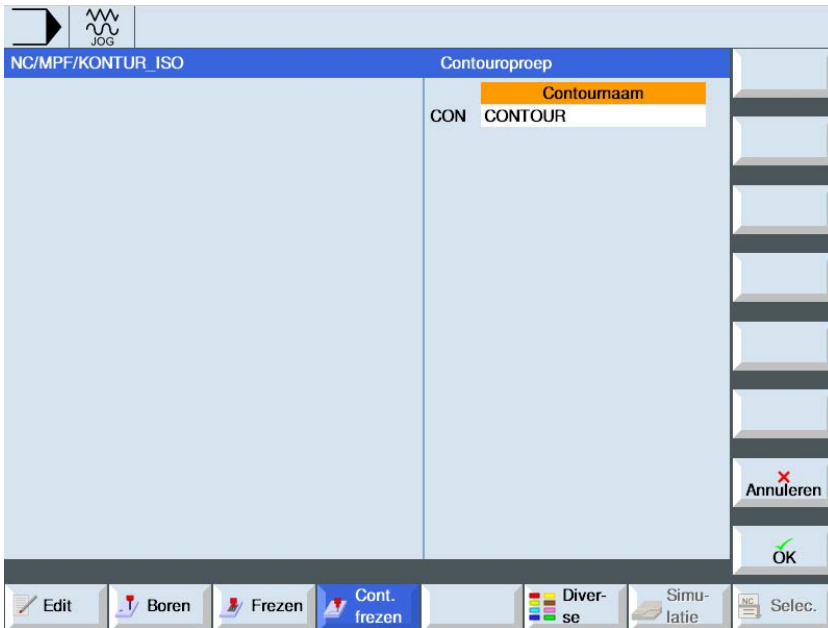 JOG
NC/MPF/KONTUR_ISO
Contouroproep
Contournaam
CON CONTOUR
Annuleren
OK
Edit
Boren
Frezen
Cont.
frezen
Diver-
se
Simu-
latie
NC
Selec.